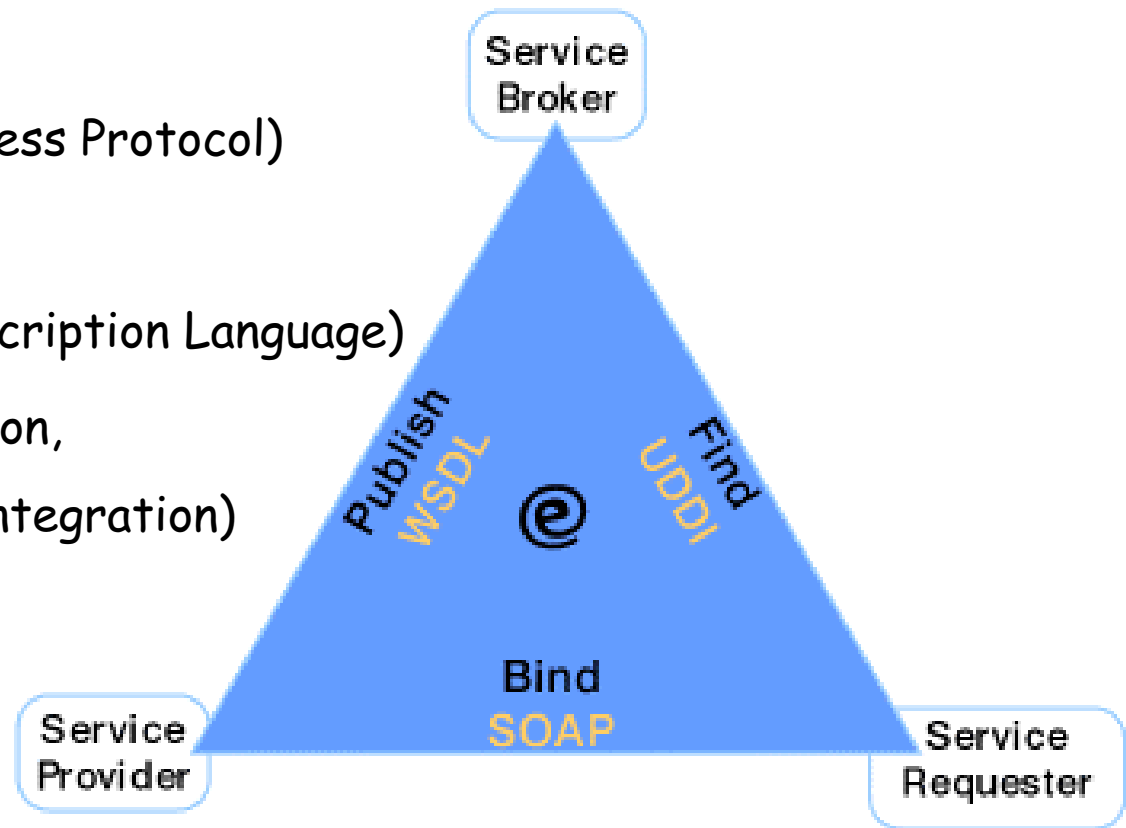 Service
Broker
ess Protocol)
cription Language)
on,
ntegration)
Publish
WSDL
Find
UDDI
@
Bind
SOAP
Service
Provider
Service
Requester